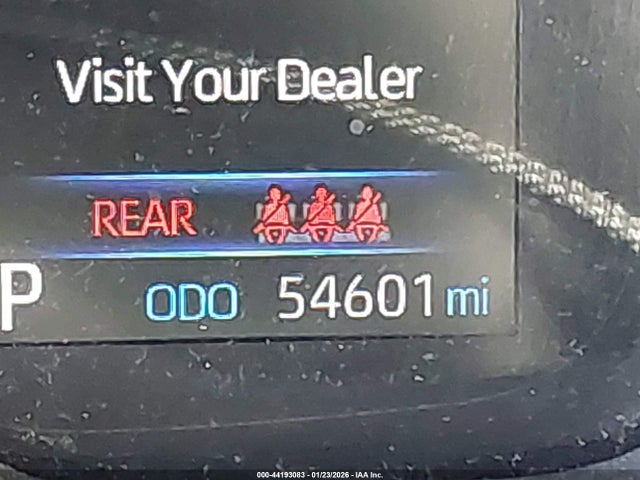 Visit Your Dealer
REAR
P ODO 54601 mi
000-44193083 - 01/23/2026 - IAA Inc.